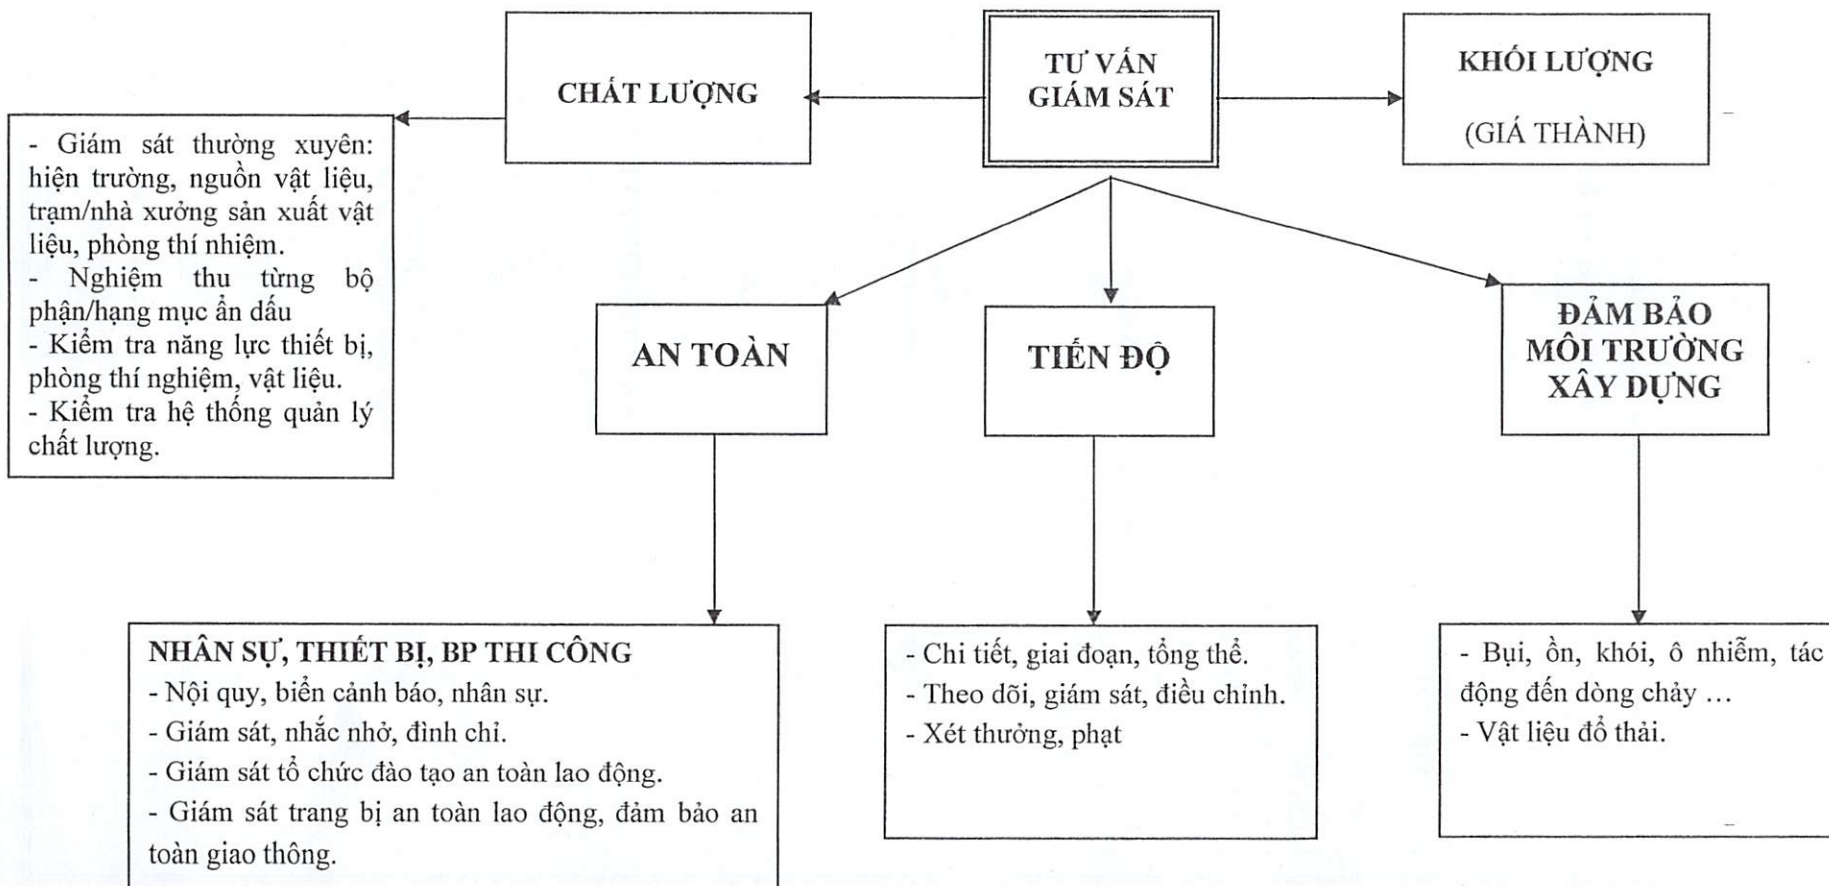 TƯ VẤN
GIÁM SÁT
CHẤT LƯỢNG
KHỐI LƯỢNG
(GIÁ THÀNH)
- Giám sát thường xuyên:
hiện trường, nguồn vật liệu,
trạm/nhà xưởng sản xuất vật
liệu, phòng thí nhiệm.
- Nghiệm thu từng bộ
phận/hạng mục ẩn dấu
- Kiểm tra năng lực thiết bị,
phòng thí nghiệm, vật liệu.
- Kiểm tra hệ thống quản lý
chất lượng.
AN TOÀN
TIẾN ĐỘ
ĐẢM BẢO
MÔI TRƯỜNG
XÂY DỰNG
NHÂN SỰ, THIẾT BỊ, BP THI CÔNG
- Nội quy, biển cảnh báo, nhân sự.
- Giám sát, nhắc nhở, đình chỉ.
- Giám sát tổ chức đào tạo an toàn lao động.
- Giám sát trang bị an toàn lao động, đảm bảo an
toàn giao thông.
- Chi tiết, giai đoạn, tổng thể.
- Theo dõi, giám sát, điều chỉnh.
- Xét thưởng, phạt
- Bụi, ồn, khói, ô nhiễm, tác
động đến dòng chảy …
- Vật liệu đổ thải.